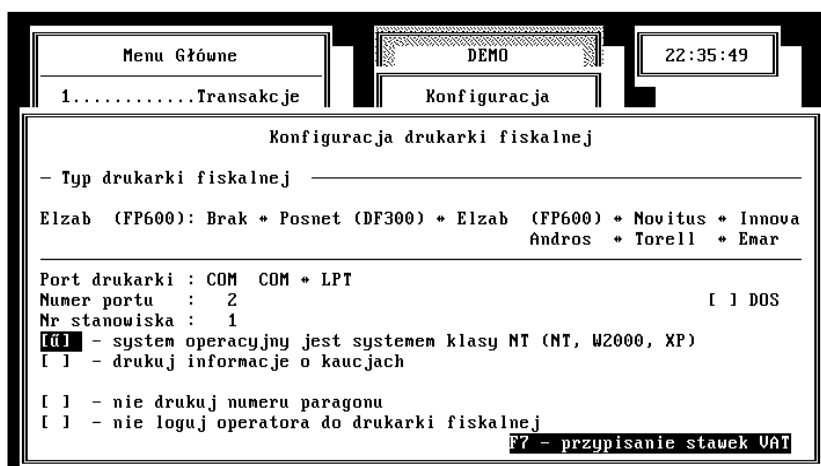 Menu Główne
DEMO
22:35:49
1............Transakcje
Konfiguracja
Konfiguracja drukarki fiskalnej
— Typ drukarki fiskalnej
Elzab (FP600): Brak ↔ Posnet (DF300) ↔ Elzab (FP600) ↔ Novitus ↔ Innova
Andros ↔ Torell ↔ Emar
Port drukarki : COM COM ↔ LPT
Numer portu : 2 [ ] DOS
Nr stanowiska : 1
[ű] - system operacyjny jest systemem klasy NT (NT, W2000, XP)
[ ] - drukuj informacje o kaucjach
[ ] - nie drukuj numeru paragonu
[ ] - nie loguj operatora do drukarki fiskalnej
F7 - przypisanie stawek VAT